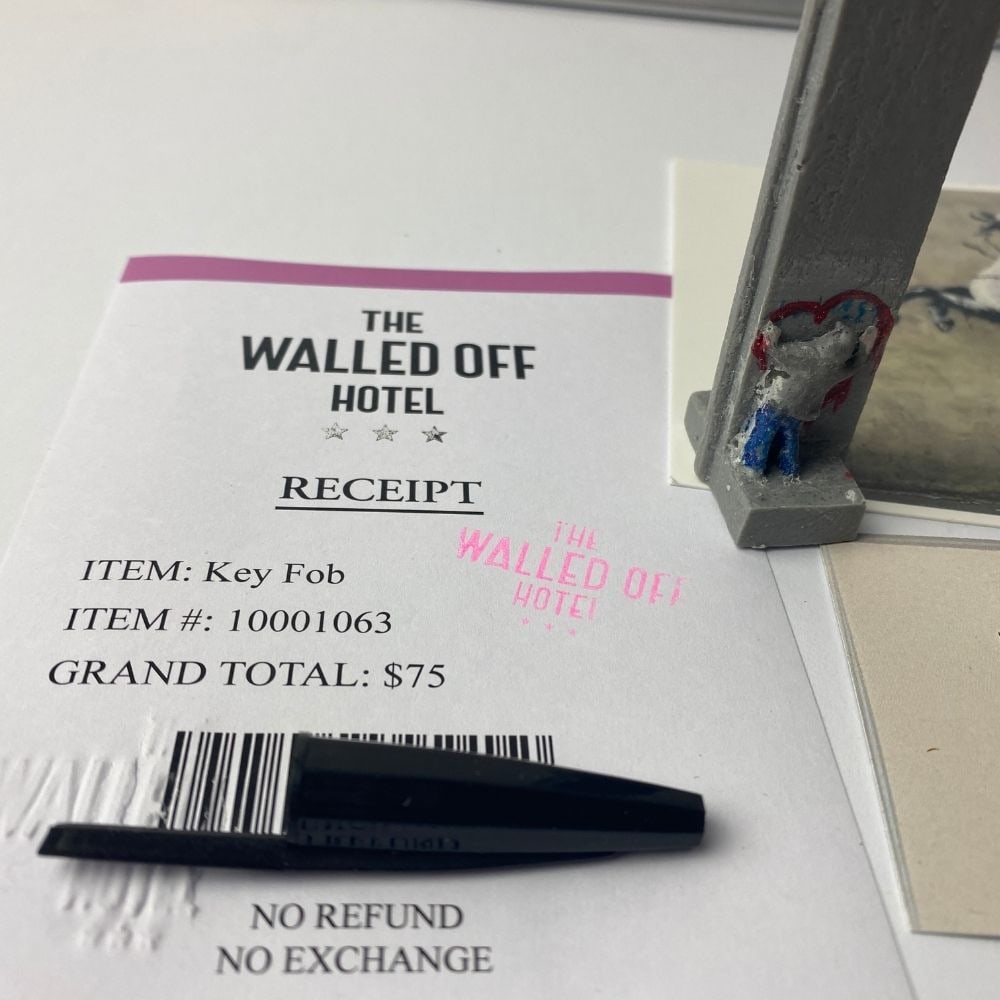 THE
WALLED OFF
HOTEL
RECEIPT
THE
WALLED OFF
HOTEL
ITEM: Key Fob
ITEM #: 10001063
GRAND TOTAL: $75
NO REFUND
NO EXCHANGE